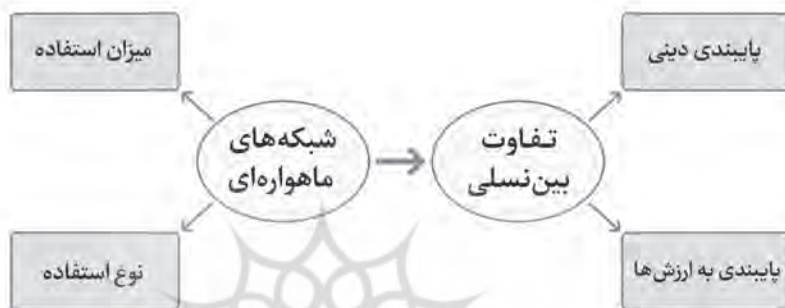 میزان استفاده
پایبندی دینی
شبکه‌های
ماهواره‌ای
تفاوت
بین‌نسلی
نوع استفاده
پایبندی به ارزش‌ها